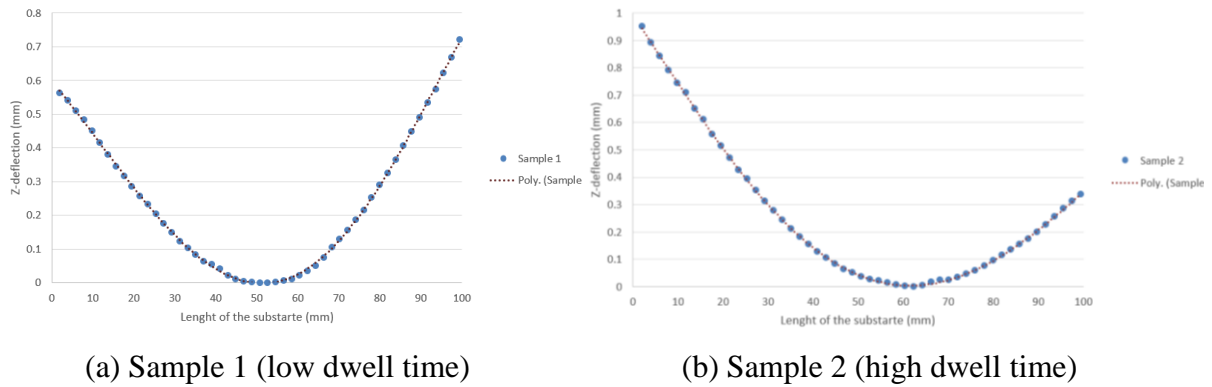 0.8
0.7
0.6
0.5
0.4
0.3
0.2
0.1
0
Z-deflection (mm)
0 10 20 30 40 50 60 70 80 90 100
Lenght of the substarte (mm)
Sample 1
Poly. (Sample
(a) Sample 1 (low dwell time)
1
0.9
0.8
0.7
0.6
0.5
0.4
0.3
0.2
0.1
0
Z-deflection (mm)
0 10 20 30 40 50 60 70 80 90 100
Lenght of the substarte (mm)
Sample 2
Poly. (Sample
(b) Sample 2 (high dwell time)